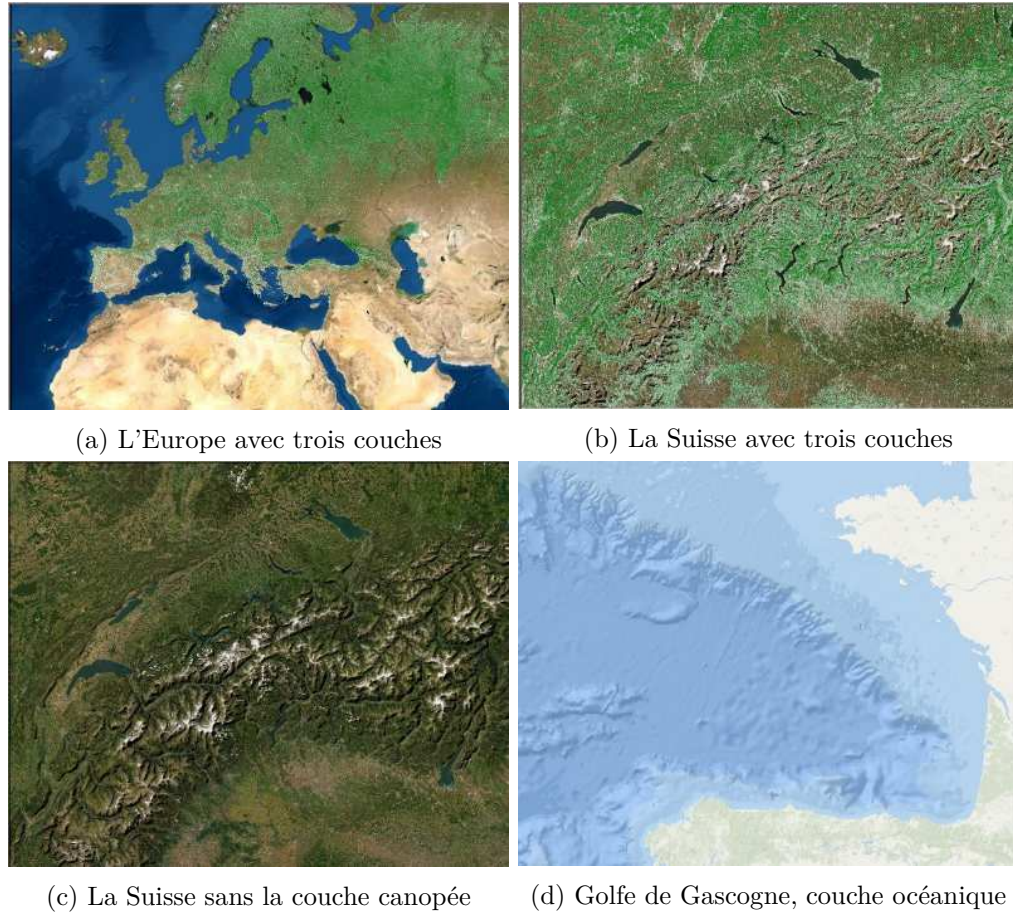 (a) L'Europe avec trois couches
(b) La Suisse avec trois couches
(c) La Suisse sans la couche canopée
(d) Golfe de Gascogne, couche océanique